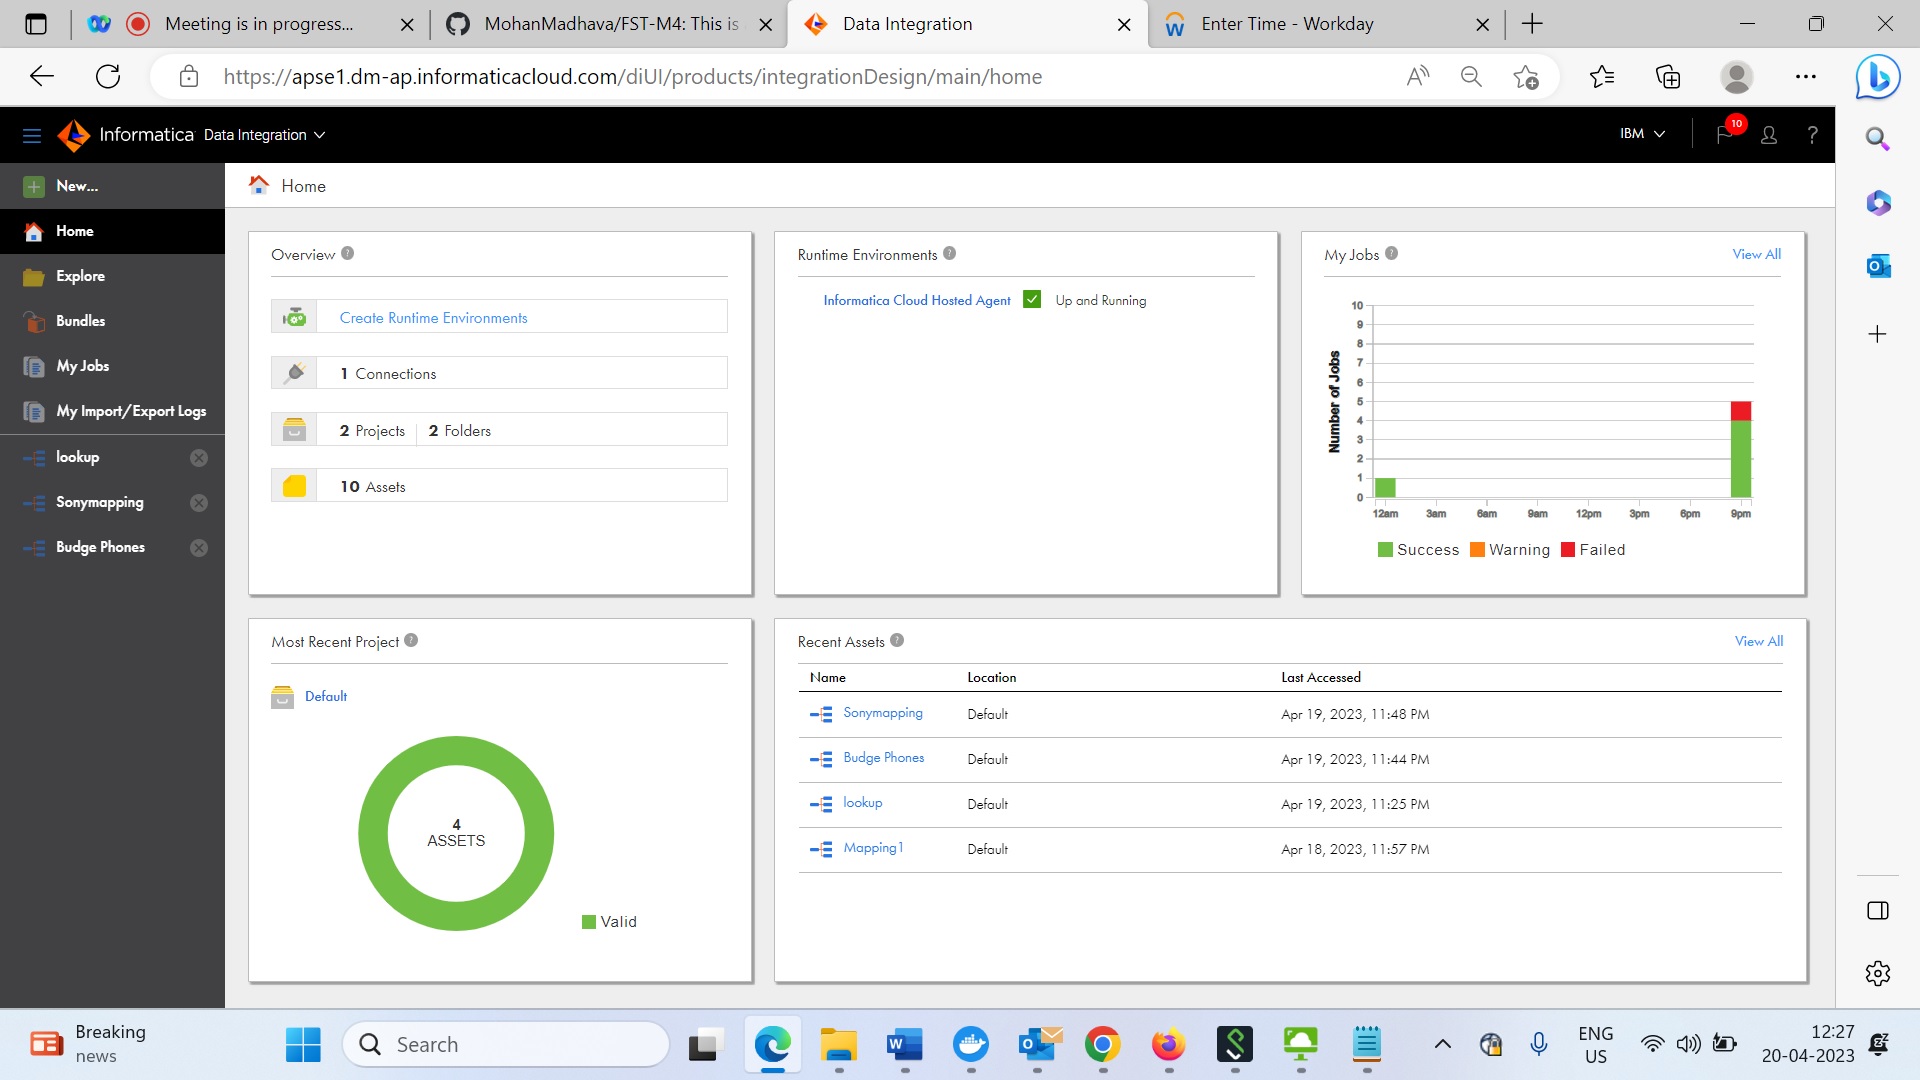 Meeting is in progress...
MohanMadhava/FST-M4: This is
Data Integration
Enter Time - Workday
https://apse1.dm-ap.informaticacloud.com/diUI/products/integrationDesign/main/home
Informatica Data Integration
IBM
10
?
New...
Home
Explore
Bundles
My Jobs
My Import/Export Logs
lookup
Sonymapping
Budge Phones
Home
Overview ?
Create Runtime Environments
1 Connections
2 Projects 2 Folders
10 Assets
Runtime Environments ?
Informatica Cloud Hosted Agent Up and Running
My Jobs ? View All
Number of Jobs
10
9
8
7
6
5
4
3
2
1
0
12am 3am 6am 9am 12pm 3pm 6pm 9pm
Success Warning Failed
Most Recent Project ?
Default
4
ASSETS
Valid
Recent Assets ? View All
Name Location Last Accessed
Sonymapping Default Apr 19, 2023, 11:48 PM
Budge Phones Default Apr 19, 2023, 11:44 PM
lookup Default Apr 19, 2023, 11:25 PM
Mapping1 Default Apr 18, 2023, 11:57 PM
Breaking
news
Search
ENG
US
12:27
20-04-2023